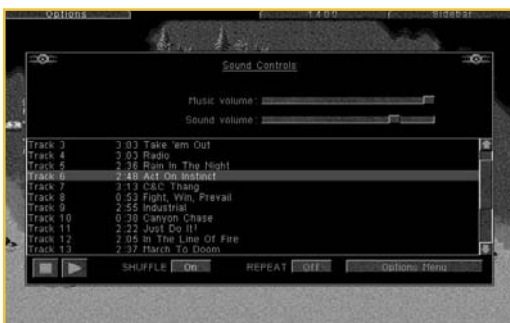 Options 1400 Sidebar
Sound Controls
Music volume:
Sound volume:
Track 3 3:03 Take 'em Out
Track 4 3:03 Radio
Track 5 2:36 Rain In The Night
Track 6 2:48 Act On Instinct
Track 7 3:13 C&C Thang
Track 8 0:53 Fight, Win, Prevail
Track 9 2:55 Industrial
Track 10 0:30 Canyon Chase
Track 11 2:22 Just Do It!
Track 12 2:05 In The Line Of Fire
Track 13 2:37 March To Doom
SHUFFLE On REPEAT Off Options Menu